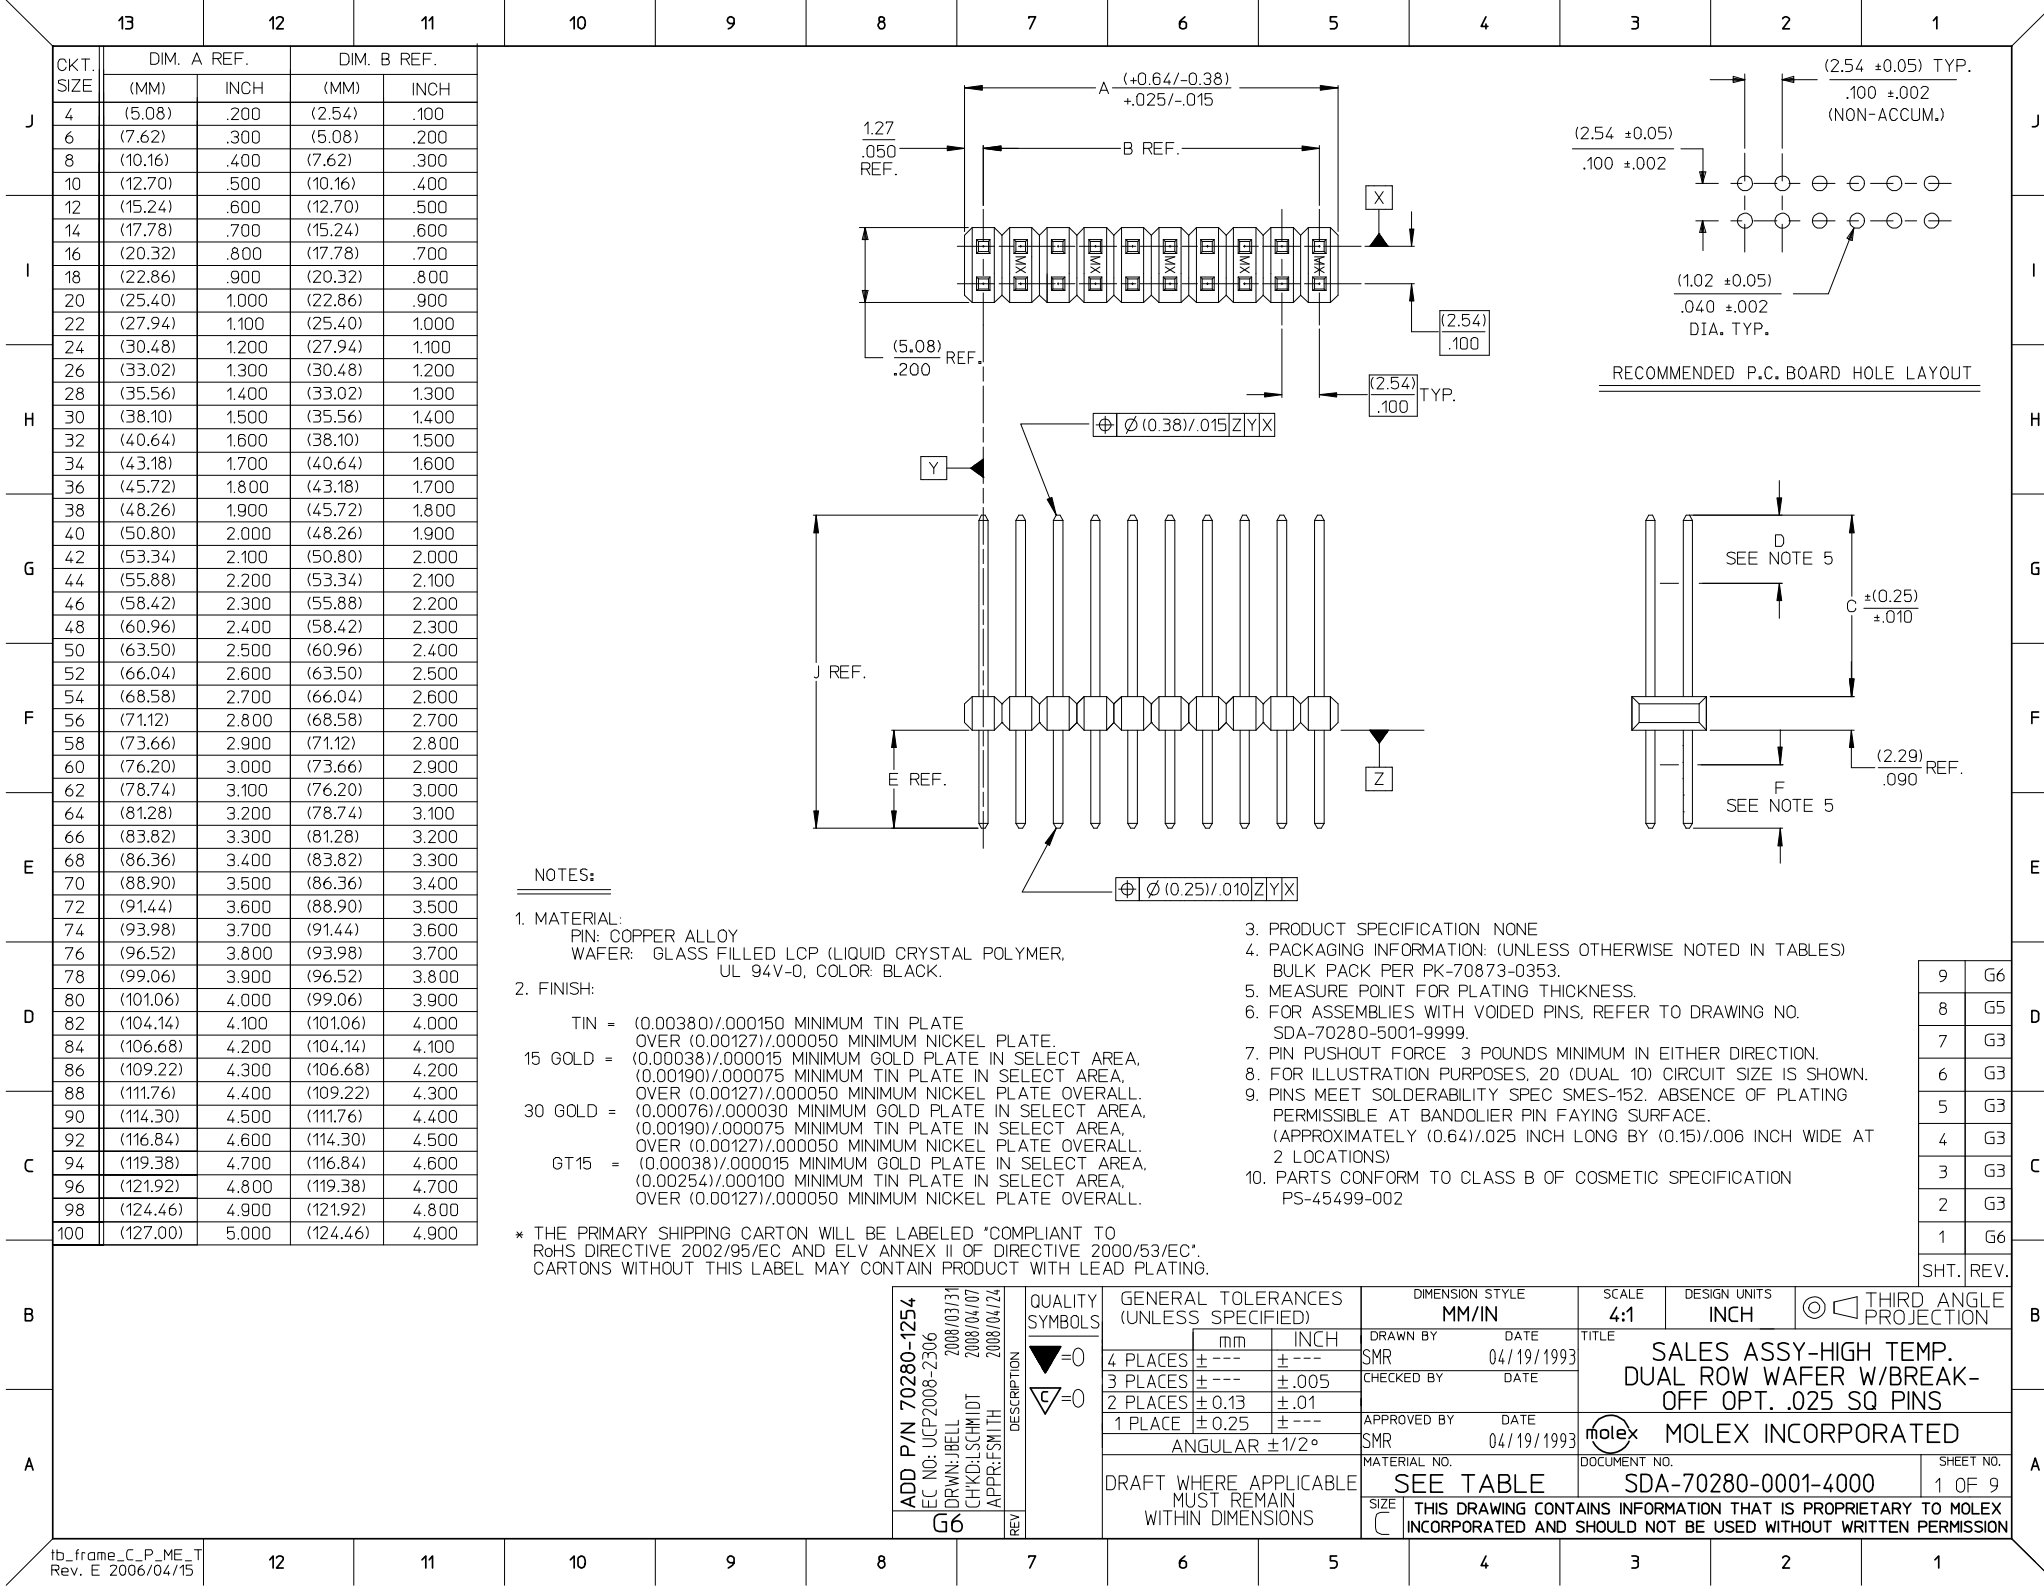 13 12 11 10 9 8 7 6 5 4 3 2 1
J
I
H
G
F
E
D
C
B
A
CKT. SIZE DIM. A REF. DIM. B REF.
(MM) INCH (MM) INCH
4 (5.08) .200 (2.54) .100
6 (7.62) .300 (5.08) .200
8 (10.16) .400 (7.62) .300
10 (12.70) .500 (10.16) .400
12 (15.24) .600 (12.70) .500
14 (17.78) .700 (15.24) .600
16 (20.32) .800 (17.78) .700
18 (22.86) .900 (20.32) .800
20 (25.40) 1.000 (22.86) .900
22 (27.94) 1.100 (25.40) 1.000
24 (30.48) 1.200 (27.94) 1.100
26 (33.02) 1.300 (30.48) 1.200
28 (35.56) 1.400 (33.02) 1.300
30 (38.10) 1.500 (35.56) 1.400
32 (40.64) 1.600 (38.10) 1.500
34 (43.18) 1.700 (40.64) 1.600
36 (45.72) 1.800 (43.18) 1.700
38 (48.26) 1.900 (45.72) 1.800
40 (50.80) 2.000 (48.26) 1.900
42 (53.34) 2.100 (50.80) 2.000
44 (55.88) 2.200 (53.34) 2.100
46 (58.42) 2.300 (55.88) 2.200
48 (60.96) 2.400 (58.42) 2.300
50 (63.50) 2.500 (60.96) 2.400
52 (66.04) 2.600 (63.50) 2.500
54 (68.58) 2.700 (66.04) 2.600
56 (71.12) 2.800 (68.58) 2.700
58 (73.66) 2.900 (71.12) 2.800
60 (76.20) 3.000 (73.66) 2.900
62 (78.74) 3.100 (76.20) 3.000
64 (81.28) 3.200 (78.74) 3.100
66 (83.82) 3.300 (81.28) 3.200
68 (86.36) 3.400 (83.82) 3.300
70 (88.90) 3.500 (86.36) 3.400
72 (91.44) 3.600 (88.90) 3.500
74 (93.98) 3.700 (91.44) 3.600
76 (96.52) 3.800 (93.98) 3.700
78 (99.06) 3.900 (96.52) 3.800
80 (101.06) 4.000 (99.06) 3.900
82 (104.14) 4.100 (101.06) 4.000
84 (106.68) 4.200 (104.14) 4.100
86 (109.22) 4.300 (106.68) 4.200
88 (111.76) 4.400 (109.22) 4.300
90 (114.30) 4.500 (111.76) 4.400
92 (116.84) 4.600 (114.30) 4.500
94 (119.38) 4.700 (116.84) 4.600
96 (121.92) 4.800 (119.38) 4.700
98 (124.46) 4.900 (121.92) 4.800
100 (127.00) 5.000 (124.46) 4.900
A (+0.64/-0.38)
+.025/-.015
1.27
.050
REF.
B REF.
X
MX MX MX MX MX
(5.08)
.200 REF.
(2.54)
.100
(2.54)
.100 TYP.
⌖ Ø (0.38)/.015 Z Y X
Y
J REF.
E REF.
Z
⌖ Ø (0.25)/.010 Z Y X
(2.54 ±0.05) TYP.
.100 ±.002
(NON-ACCUM.)
(2.54 ±0.05)
.100 ±.002
(1.02 ±0.05)
.040 ±.002
DIA. TYP.
RECOMMENDED P.C. BOARD HOLE LAYOUT
D
SEE NOTE 5
C ±(0.25)
±.010
(2.29)
.090 REF.
F
SEE NOTE 5
NOTES:
1. MATERIAL:
PIN: COPPER ALLOY
WAFER: GLASS FILLED LCP (LIQUID CRYSTAL POLYMER,
UL 94V-0, COLOR: BLACK.
2. FINISH:
TIN = (0.00380)/.000150 MINIMUM TIN PLATE
OVER (0.00127)/.000050 MINIMUM NICKEL PLATE.
15 GOLD = (0.00038)/.000015 MINIMUM GOLD PLATE IN SELECT AREA,
(0.00190)/.000075 MINIMUM TIN PLATE IN SELECT AREA,
OVER (0.00127)/.000050 MINIMUM NICKEL PLATE OVERALL.
30 GOLD = (0.00076)/.000030 MINIMUM GOLD PLATE IN SELECT AREA,
(0.00190)/.000075 MINIMUM TIN PLATE IN SELECT AREA,
OVER (0.00127)/.000050 MINIMUM NICKEL PLATE OVERALL.
GT15 = (0.00038)/.000015 MINIMUM GOLD PLATE IN SELECT AREA,
(0.00254)/.000100 MINIMUM TIN PLATE IN SELECT AREA,
OVER (0.00127)/.000050 MINIMUM NICKEL PLATE OVERALL.
* THE PRIMARY SHIPPING CARTON WILL BE LABELED "COMPLIANT TO
RoHS DIRECTIVE 2002/95/EC AND ELV ANNEX II OF DIRECTIVE 2000/53/EC".
CARTONS WITHOUT THIS LABEL MAY CONTAIN PRODUCT WITH LEAD PLATING.
3. PRODUCT SPECIFICATION NONE
4. PACKAGING INFORMATION: (UNLESS OTHERWISE NOTED IN TABLES)
BULK PACK PER PK-70873-0353.
5. MEASURE POINT FOR PLATING THICKNESS.
6. FOR ASSEMBLIES WITH VOIDED PINS, REFER TO DRAWING NO.
SDA-70280-5001-9999.
7. PIN PUSHOUT FORCE 3 POUNDS MINIMUM IN EITHER DIRECTION.
8. FOR ILLUSTRATION PURPOSES, 20 (DUAL 10) CIRCUIT SIZE IS SHOWN.
9. PINS MEET SOLDERABILITY SPEC SMES-152. ABSENCE OF PLATING
PERMISSIBLE AT BANDOLIER PIN FAYING SURFACE.
(APPROXIMATELY (0.64)/.025 INCH LONG BY (0.15)/.006 INCH WIDE AT
2 LOCATIONS)
10. PARTS CONFORM TO CLASS B OF COSMETIC SPECIFICATION
PS-45499-002
9 G6
8 G5
7 G3
6 G3
5 G3
4 G3
3 G3
2 G3
1 G6
SHT. REV.
ADD P/N 70280-1254
EC NO: UCP2008-2306
DRWN:JBELL 2008/03/31
CH'KD:LSCHMIDT 2008/04/07
APPR:FSMITH 2008/04/24
G6
DESCRIPTION
REV
QUALITY SYMBOLS
=0
C =0
GENERAL TOLERANCES
(UNLESS SPECIFIED)
mm INCH
4 PLACES ± --- ± ---
3 PLACES ± --- ± .005
2 PLACES ± 0.13 ± .01
1 PLACE ± 0.25 ± ---
ANGULAR ±1/2°
DRAFT WHERE APPLICABLE
MUST REMAIN
WITHIN DIMENSIONS
DIMENSION STYLE
MM/IN
SCALE
4:1
DESIGN UNITS
INCH
THIRD ANGLE
PROJECTION
DRAWN BY DATE
SMR 04/19/1993
CHECKED BY DATE
APPROVED BY DATE
SMR 04/19/1993
TITLE
SALES ASSY-HIGH TEMP.
DUAL ROW WAFER W/BREAK-
OFF OPT. .025 SQ PINS
molex MOLEX INCORPORATED
MATERIAL NO.
SEE TABLE
DOCUMENT NO.
SDA-70280-0001-4000
SHEET NO.
1 OF 9
SIZE
C
THIS DRAWING CONTAINS INFORMATION THAT IS PROPRIETARY TO MOLEX
INCORPORATED AND SHOULD NOT BE USED WITHOUT WRITTEN PERMISSION
J
I
H
G
F
E
D
C
B
A
tb_frame_C_P_ME_T
Rev. E 2006/04/15
12 11 10 9 8 7 6 5 4 3 2 1